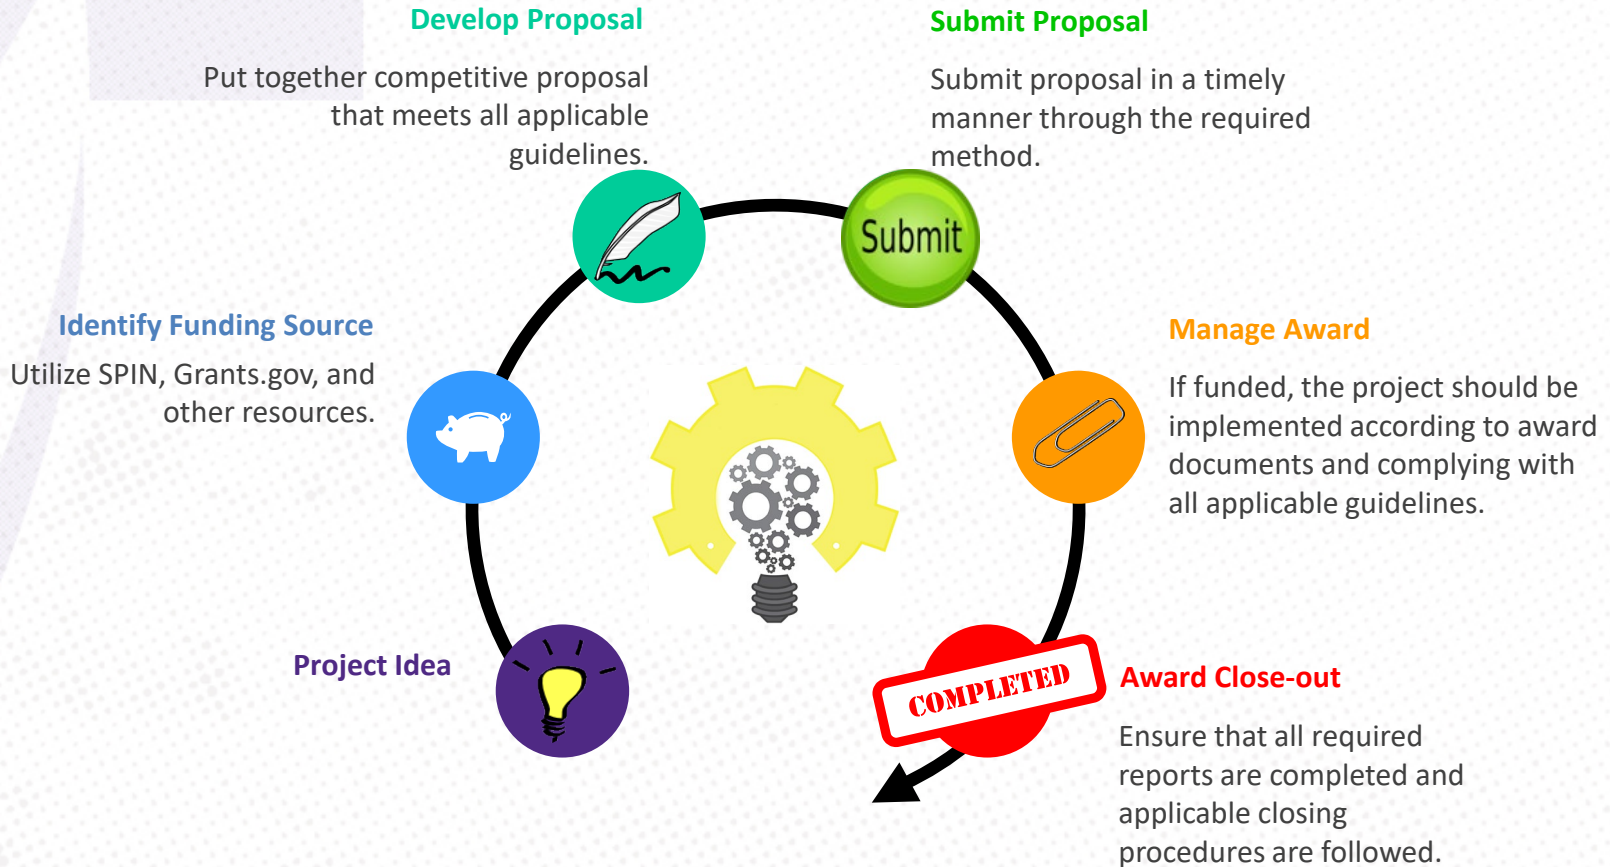 Develop Proposal
Put together competitive proposal
that meets all applicable
guidelines.
Submit Proposal
Submit proposal in a timely
manner through the required
method.
Submit
Identify Funding Source
Utilize SPIN, Grants.gov, and
other resources.
Manage Award
If funded, the project should be
implemented according to award
documents and complying with
all applicable guidelines.
Project Idea
COMPLETED
Award Close-out
Ensure that all required
reports are completed and
applicable closing
procedures are followed.